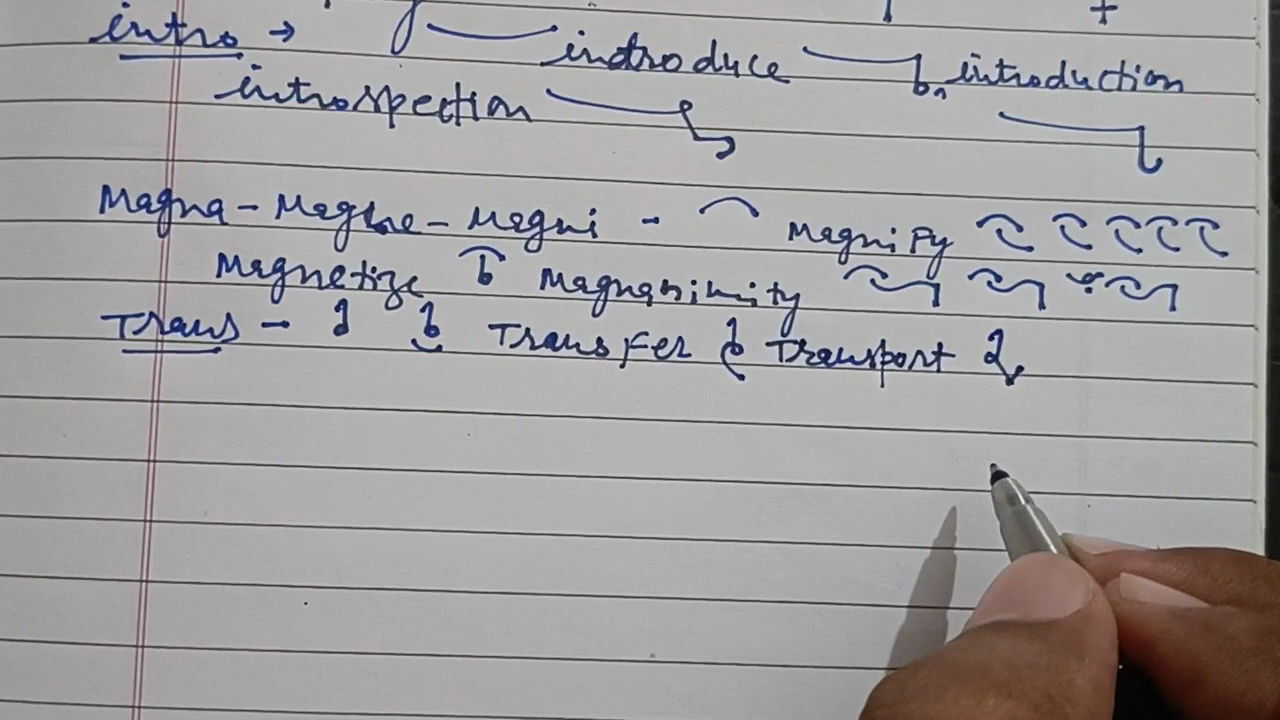 intro → introduce introduction
introspection
Magna - Magne - Magni - Magnify
Magnetize Magnanimity
Trans - Transfer Transport